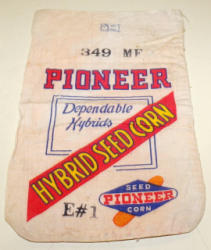 349 MF
PIONEER
Dependable
Hybrids
HYBRID SEED CORN
SEED
PIONEER
CORN
E#1